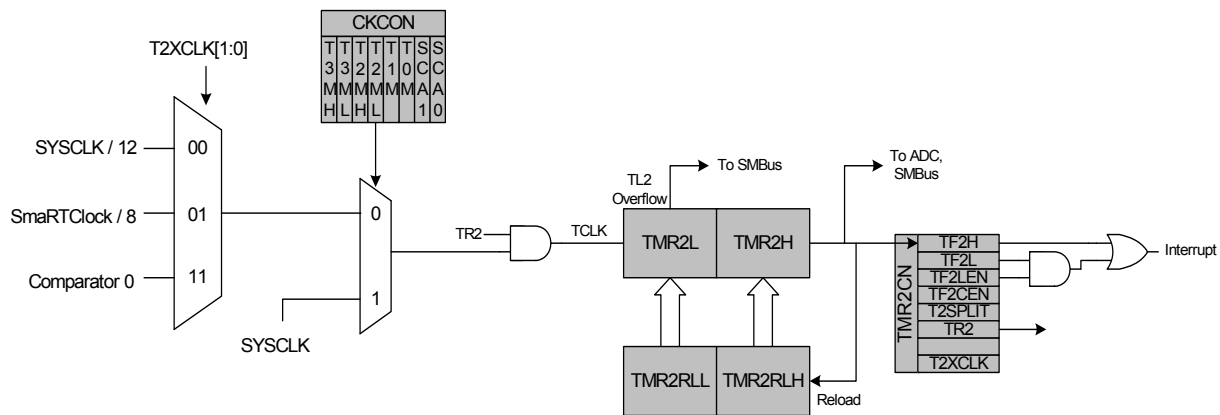 CKCON
T3MH
T3ML
T2MH
T2ML
T1M
T0M
SCA1
SCA0
T2XCLK[1:0]
SYSCLK / 12
00
SmaRTClock / 8
01
Comparator 0
11
0
1
SYSCLK
TR2
TCLK
TL2
Overflow
To SMBus
To ADC,
SMBus
TMR2L
TMR2H
TMR2RLL
TMR2RLH
Reload
TMR2CN
TF2H
TF2L
TF2LEN
TF2CEN
T2SPLIT
TR2
T2XCLK
Interrupt